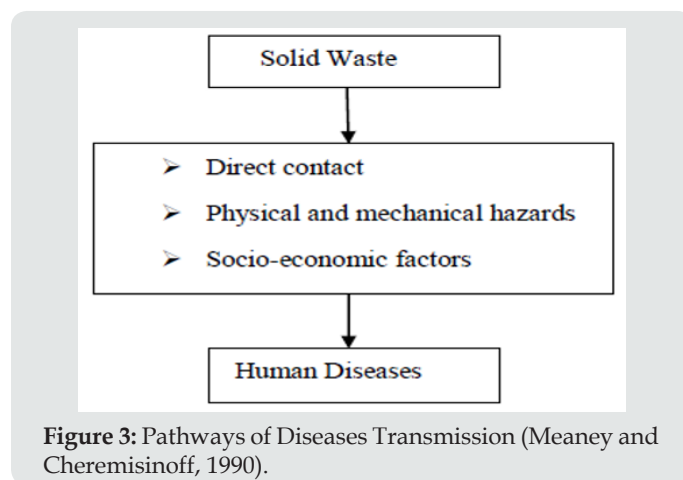 Solid Waste
➢ Direct contact
➢ Physical and mechanical hazards
➢ Socio-economic factors
Human Diseases
Figure 3: Pathways of Diseases Transmission (Meaney and
Cheremisinoff, 1990).